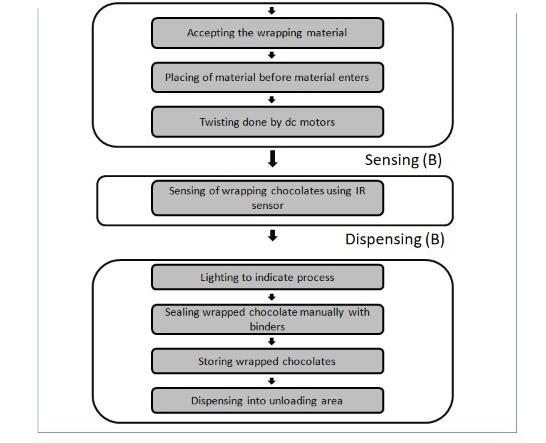 Accepting the wrapping material
Placing of material before material enters
Twisting done by dc motors
Sensing (B)
Sensing of wrapping chocolates using IR
sensor
Dispensing (B)
Lighting to indicate process
Sealing wrapped chocolate manually with
binders
Storing wrapped chocolates
Dispensing into unloading area